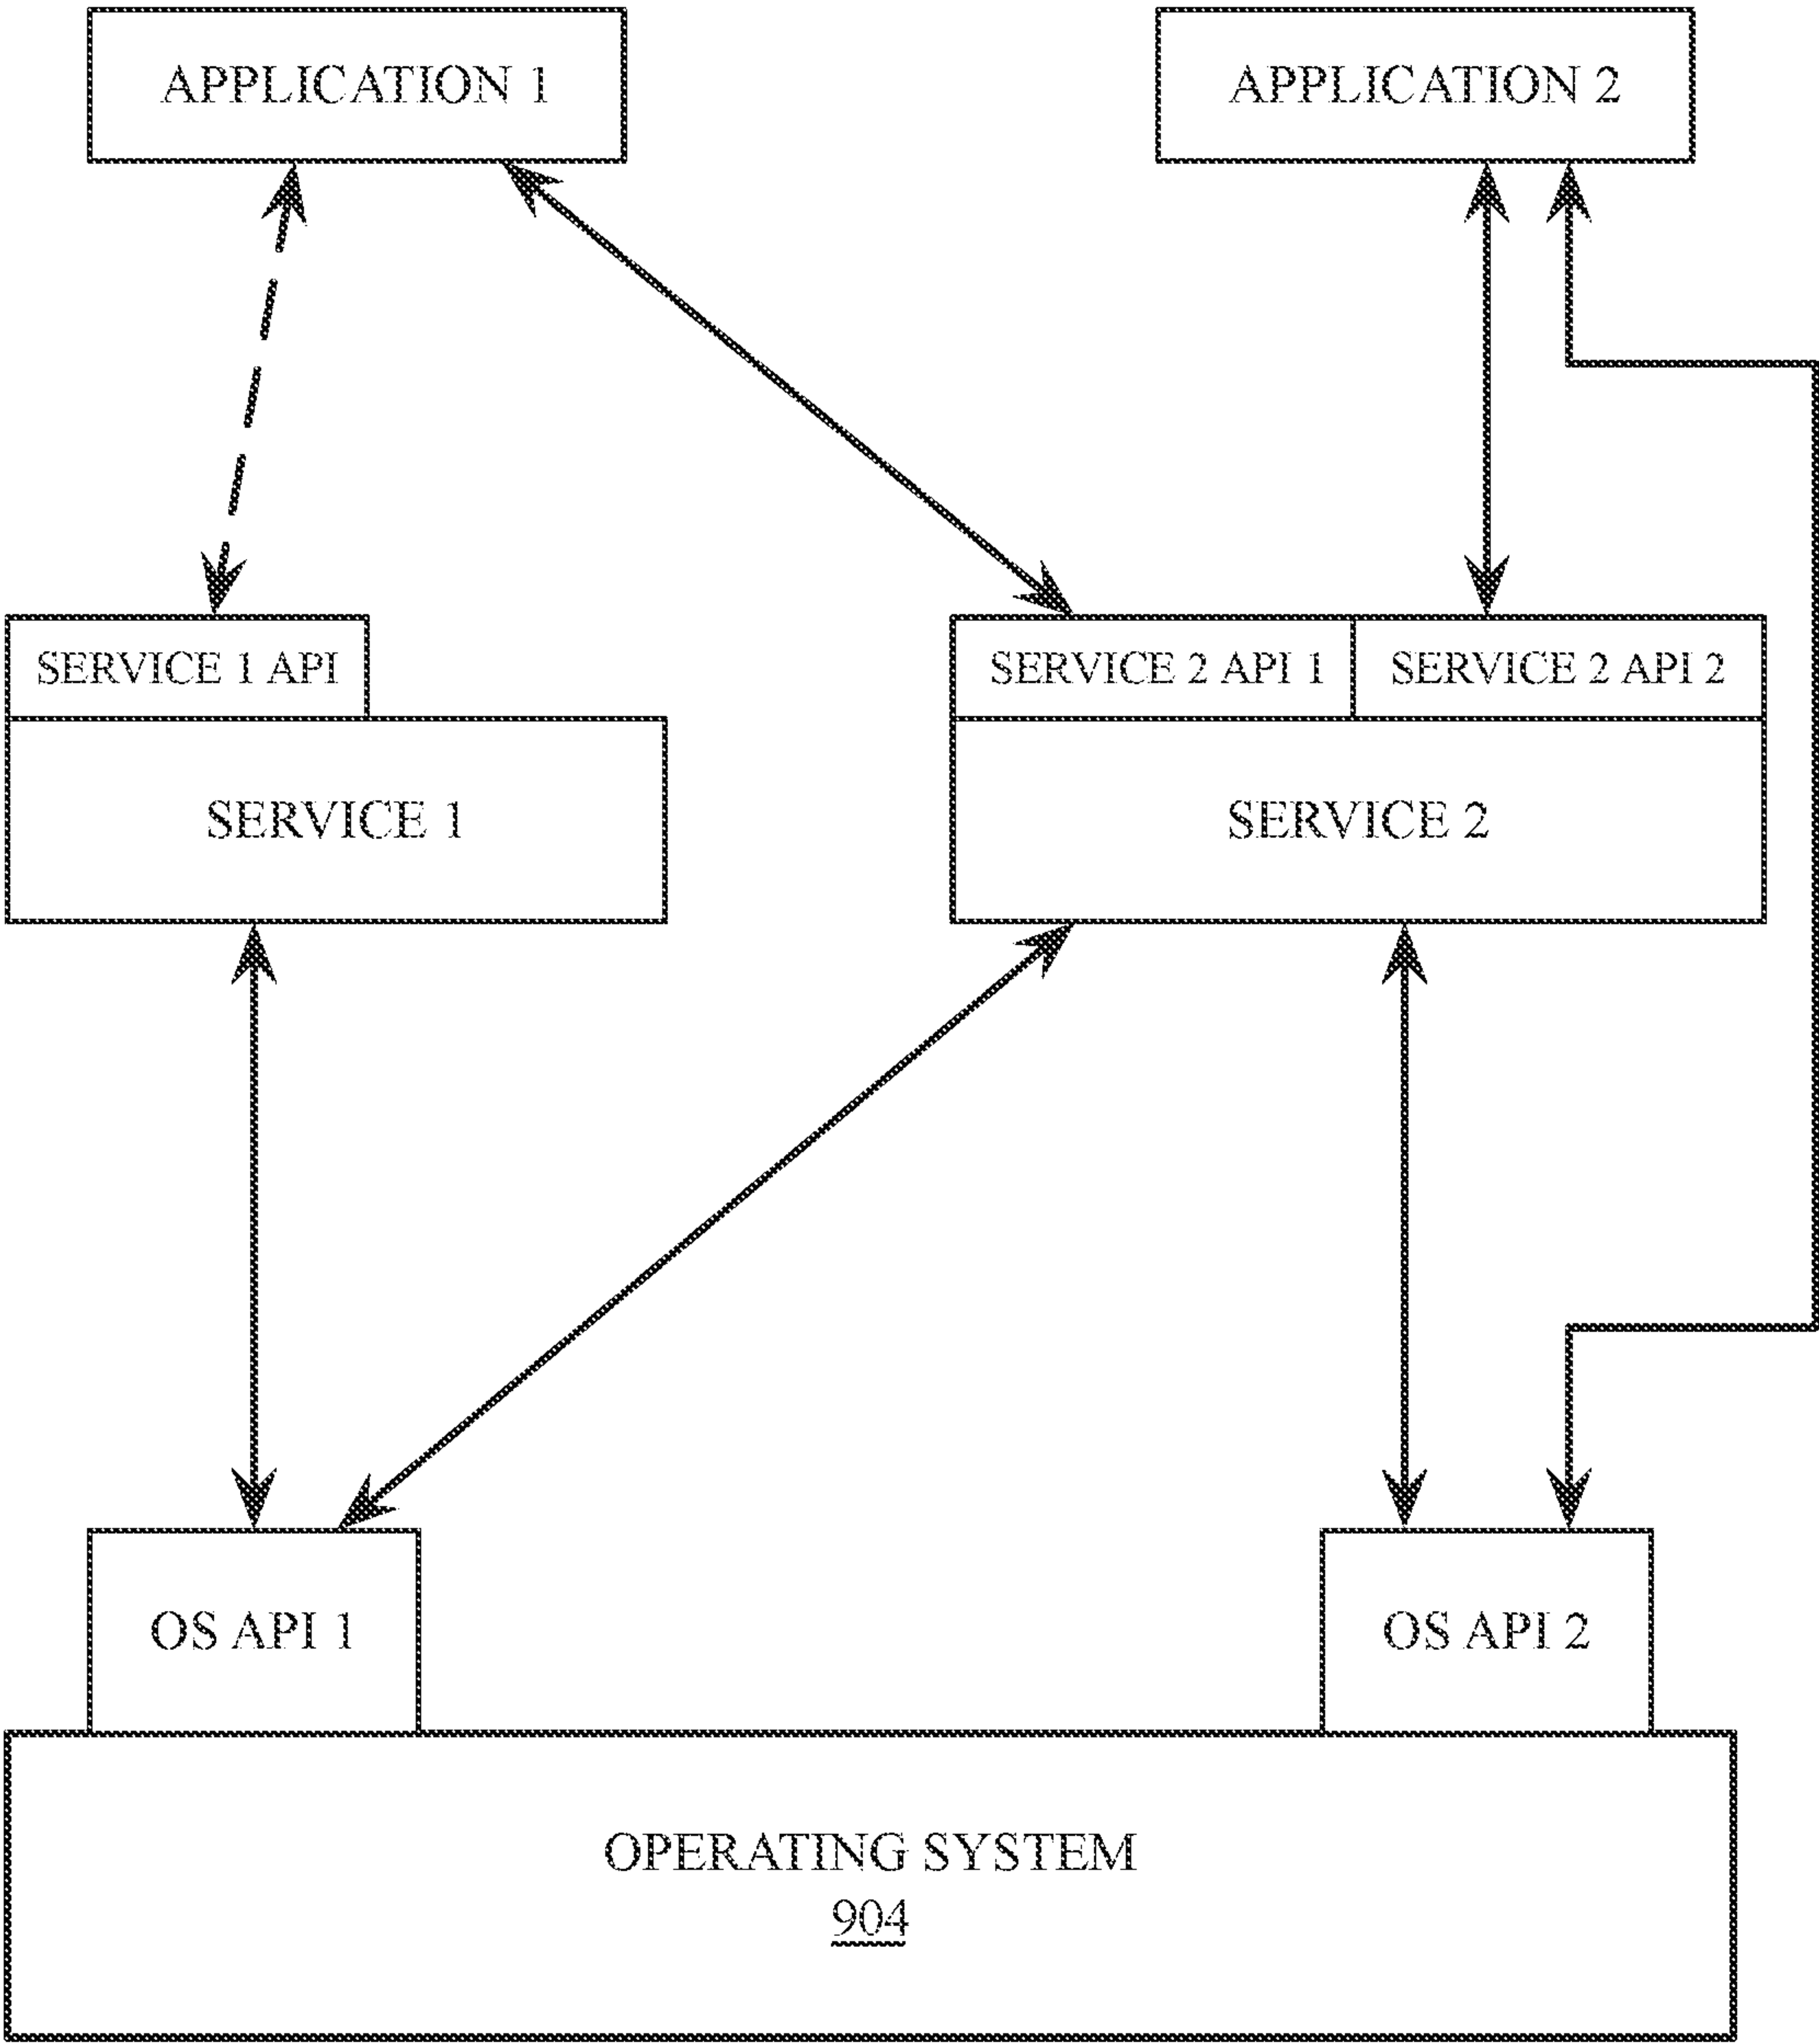 APPLICATION 1
APPLICATION 2
SERVICE 1 API
SERVICE 2 API 1
SERVICE 2 API 2
SERVICE 1
SERVICE 2
OS API 1
OS API 2
OPERATING SYSTEM
904